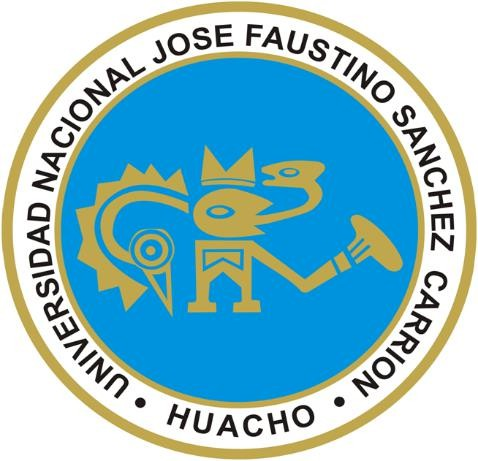 UNIVERSIDAD NACIONAL JOSE FAUSTINO SANCHEZ CARRION
• HUACHO •